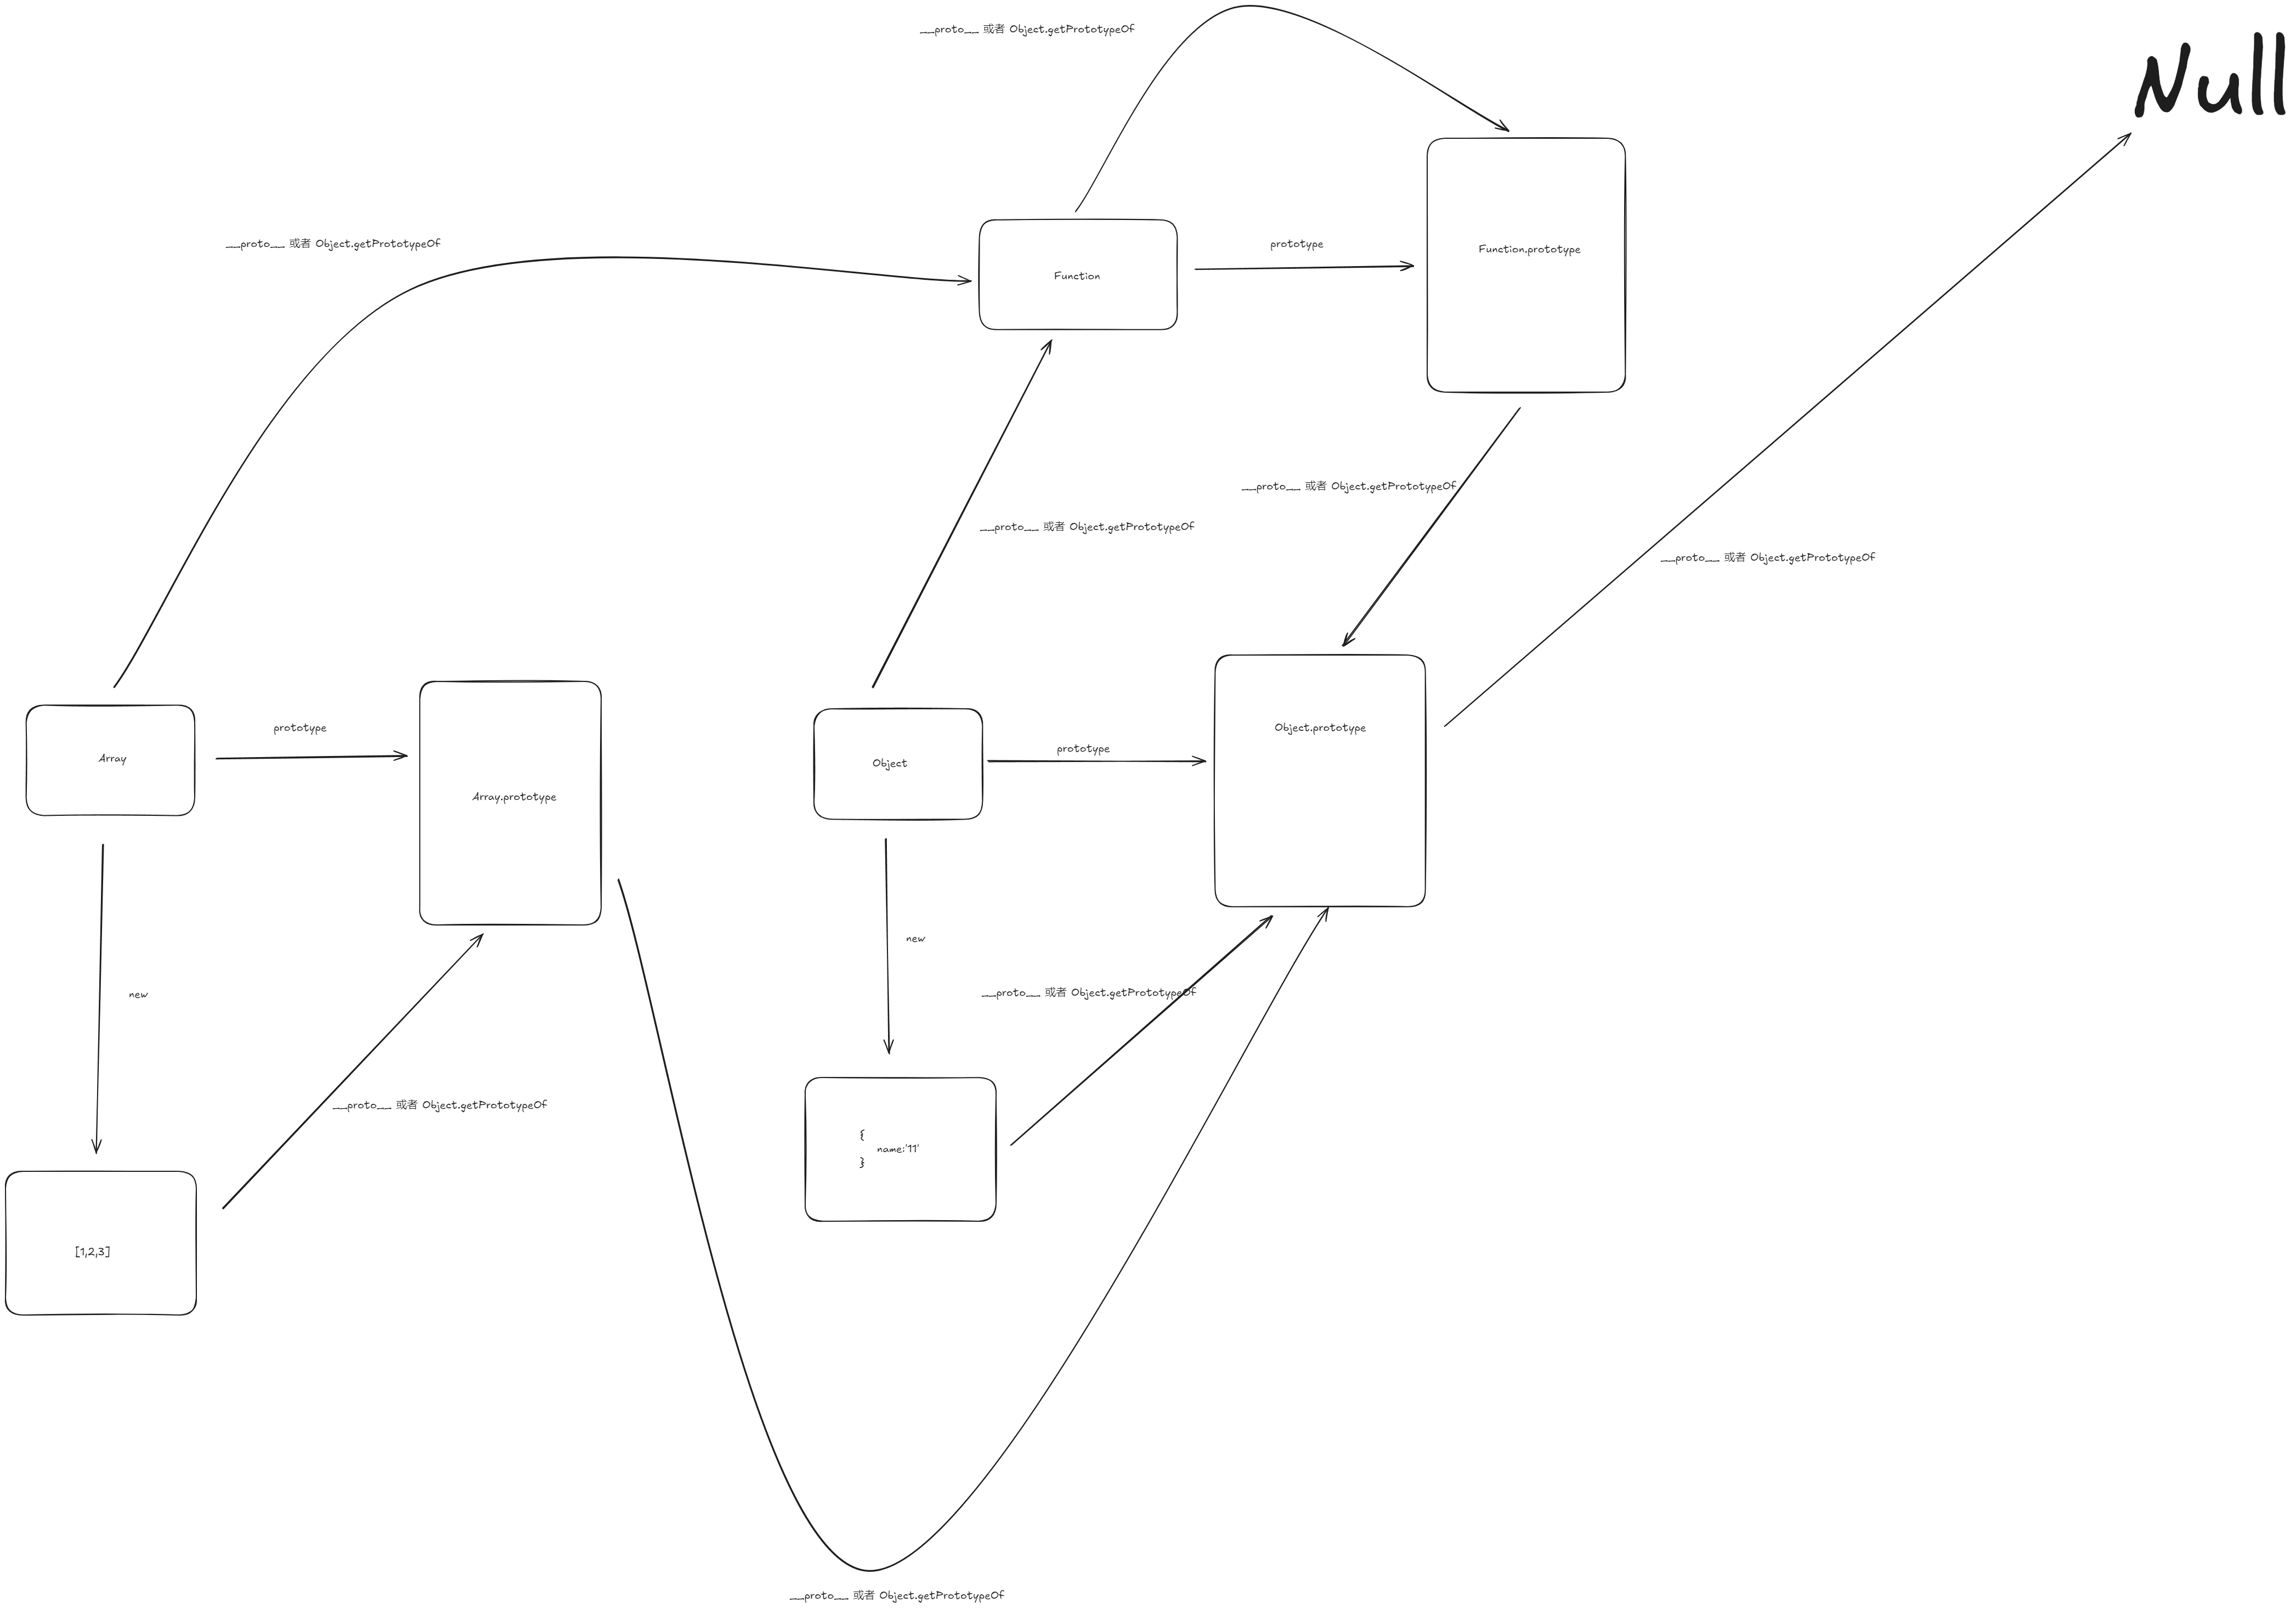 __proto__ 或者 Object.getPrototypeOf
Null
__proto__ 或者 Object.getPrototypeOf
prototype
Function.prototype
Function
__proto__ 或者 Object.getPrototypeOf
__proto__ 或者 Object.getPrototypeOf
__proto__ 或者 Object.getPrototypeOf
prototype
Object.prototype
prototype
Array
Object
Array.prototype
new
new
__proto__ 或者 Object.getPrototypeOf
__proto__ 或者 Object.getPrototypeOf
{
name:'11'
}
[1,2,3]
__proto__ 或者 Object.getPrototypeOf